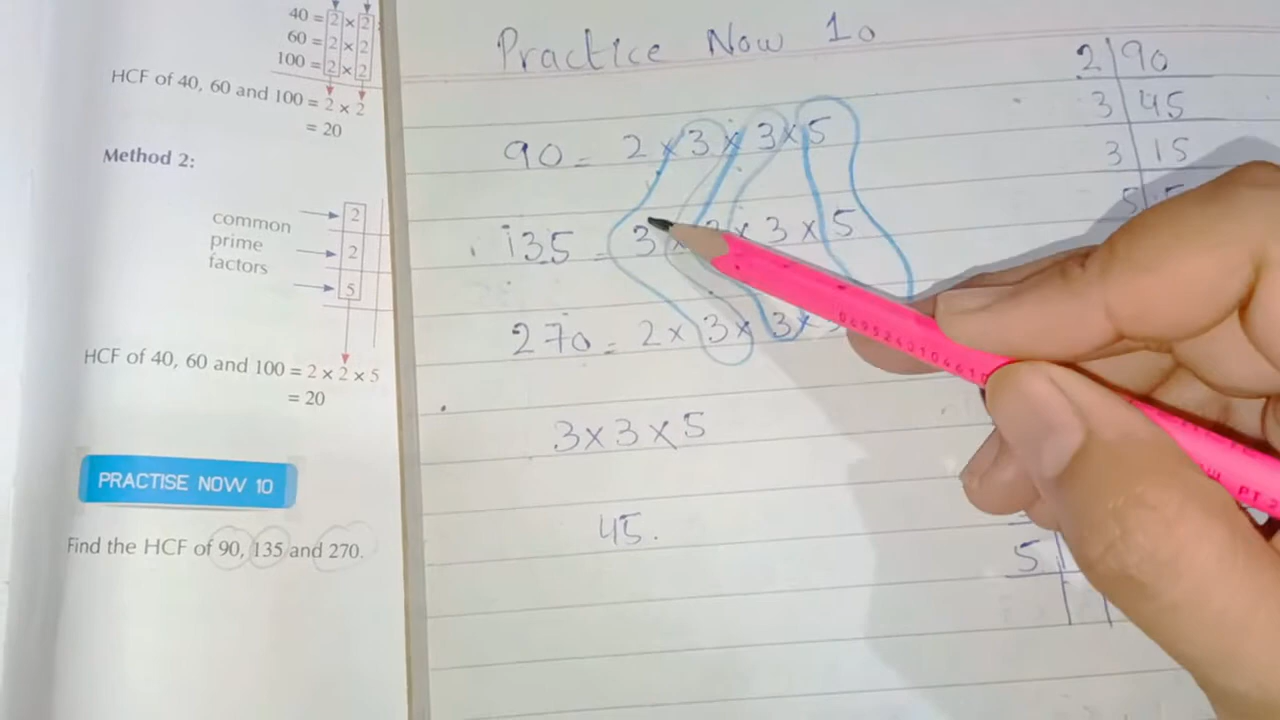 40 = 2 × 2
60 = 2 × 2
100 = 2 × 2
HCF of 40, 60 and 100 = 2 × 2
= 20
Method 2:
common
prime
factors
2
2
5
HCF of 40, 60 and 100 = 2 × 2 × 5
= 20
PRACTISE NOW 10
Find the HCF of 90, 135 and 270.
Practice Now 10
90 = 2 × 3 × 3 × 5
135 = 3 × × 3 × 5
270 = 2 × 3 × 3 ×
3 × 3 × 5
45.
2 90
3 45
3 15
5 5
5